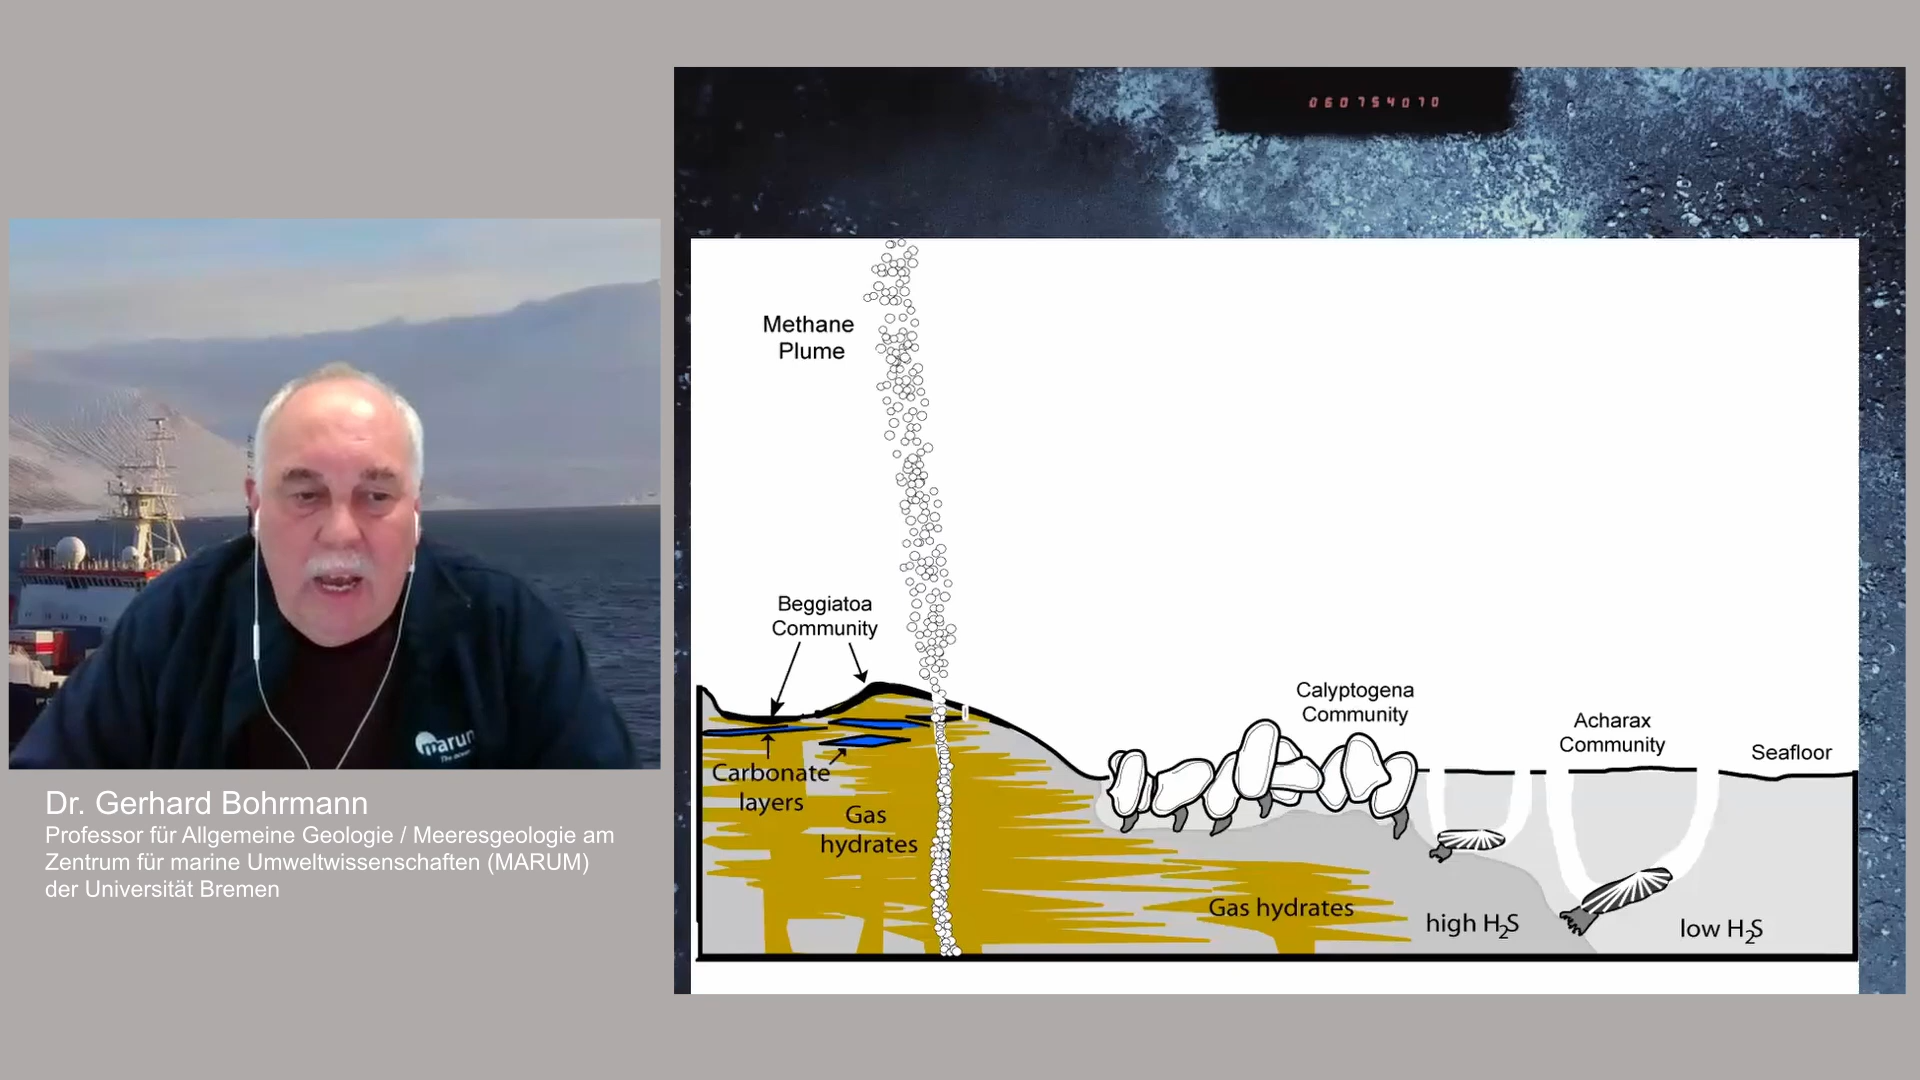 060754070
Methane
Plume
Beggiatoa
Community
Calyptogena
Community
Acharax
Community
Seafloor
Carbonate
layers
Gas
hydrates
Gas hydrates
high H2S
low H2S
marum
Dr. Gerhard Bohrmann
Professor für Allgemeine Geologie / Meeresgeologie am
Zentrum für marine Umweltwissenschaften (MARUM)
der Universität Bremen